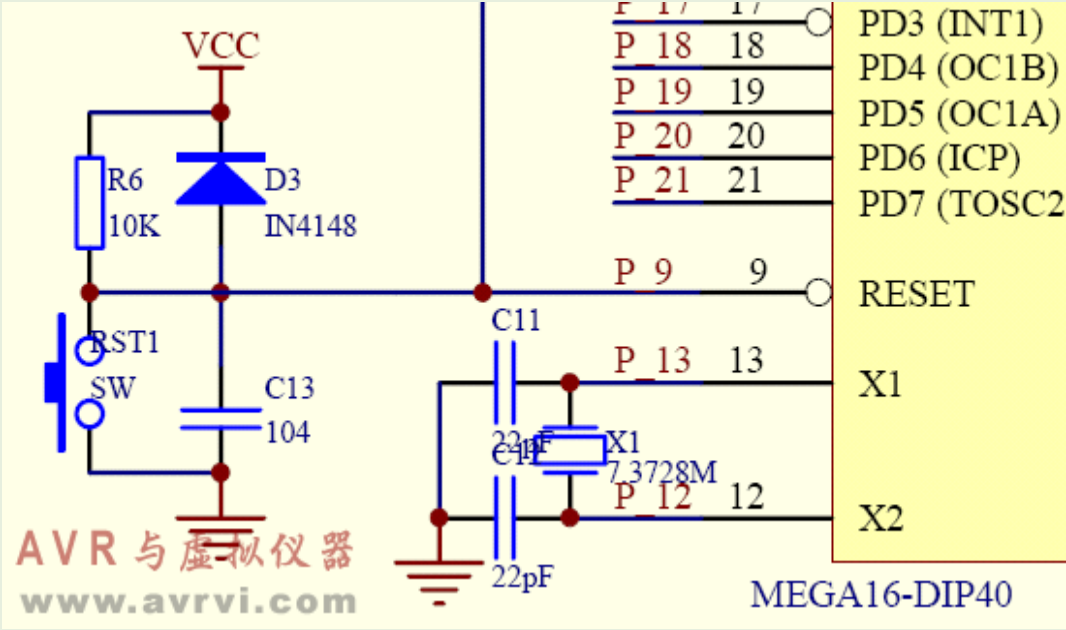 P_17 17 PD3 (INT1)
VCC
P_18 18 PD4 (OC1B)
P_19 19 PD5 (OC1A)
P_20 20 PD6 (ICP)
P_21 21 PD7 (TOSC2
R6
10K
D3
IN4148
P_9 9 RESET
C11
22pF
RST1
SW
C13
104
P_13 13 X1
X1
7.3728M
P_12 12 X2
22pF
AVR与虚拟仪器
www.avrvi.com
MEGA16-DIP40